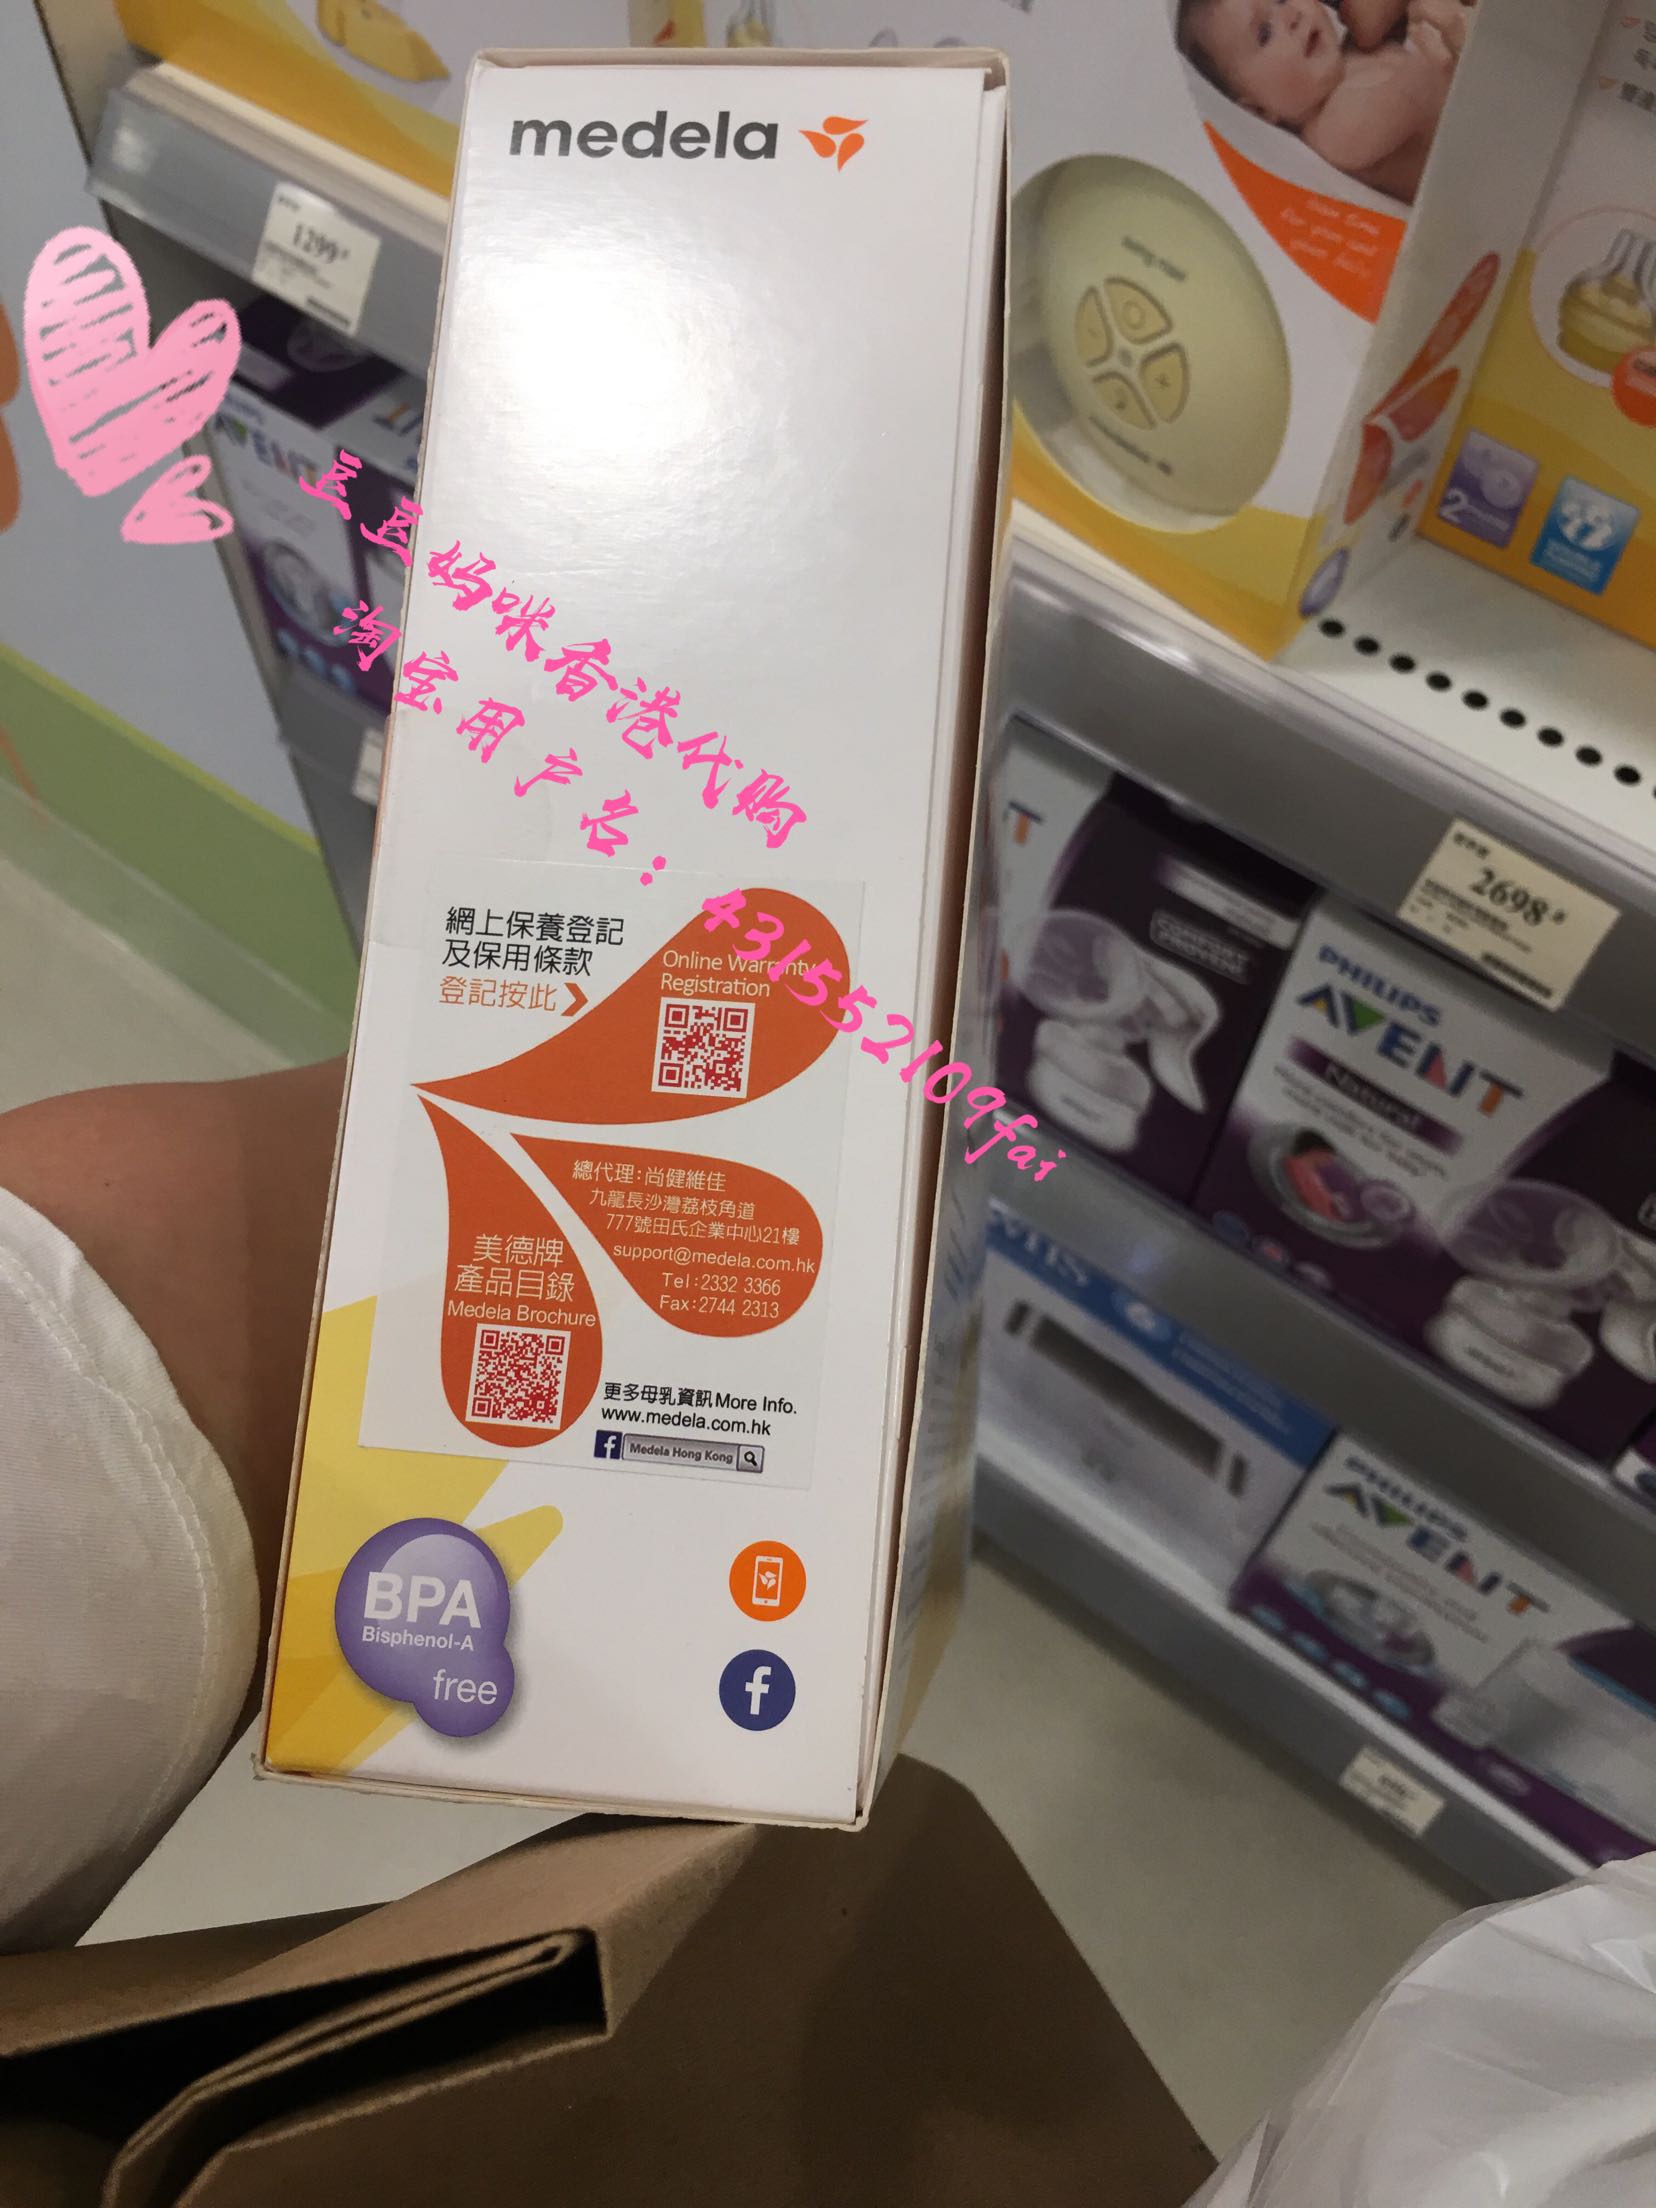 medela
1299
豆豆妈咪香港代购
淘宝用户名：431552109fai
網上保養登記
及保用條款
登記按此
Online Warranty
Registration
總代理:尚健維佳
九龍長沙灣荔枝角道
777號田氏企業中心21樓
support@medela.com.hk
Tel:2332 3366
Fax:2744 2313
美德牌
產品目錄
Medela Brochure
更多母乳資訊 More Info.
www.medela.com.hk
f Medela Hong Kong
BPA
Bisphenol-A
free
f
2698
PHILIPS
AVENT
Natural
PHILIPS
AVENT
AVENT
2